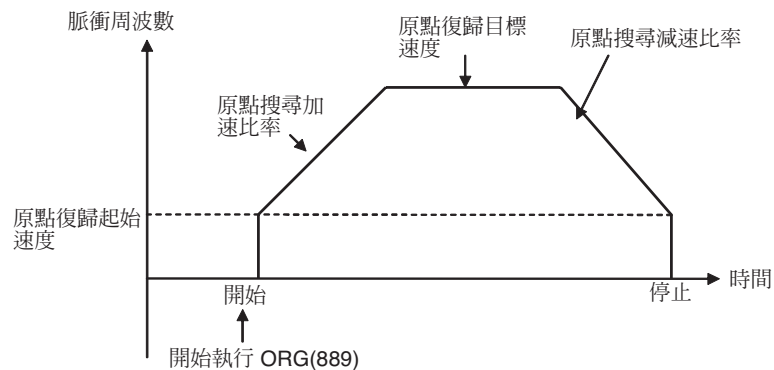 脈衝周波數
原點復歸目標
速度
原點搜尋減速比率
原點搜尋加
速比率
原點復歸起始
速度
開始
停止
時間
開始執行 ORG(889)